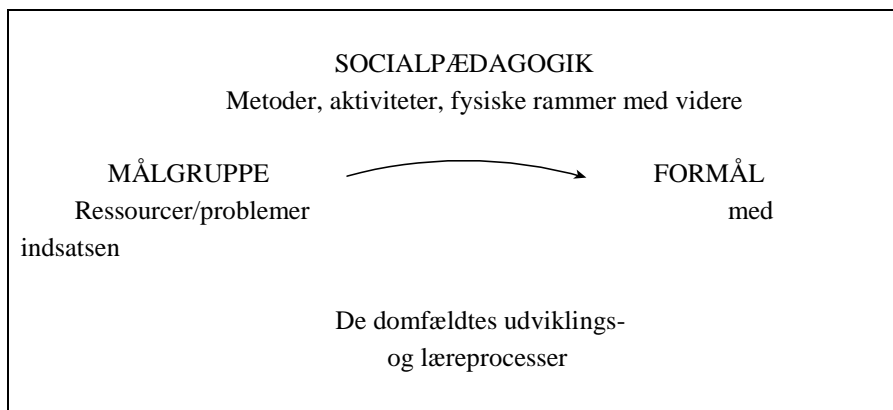 SOCIALPÆDAGOGIK
Metoder, aktiviteter, fysiske rammer med videre
MÅLGRUPPE FORMÅL
Ressourcer/problemer med
indsatsen
De domfældtes udviklings-
og læreprocesser